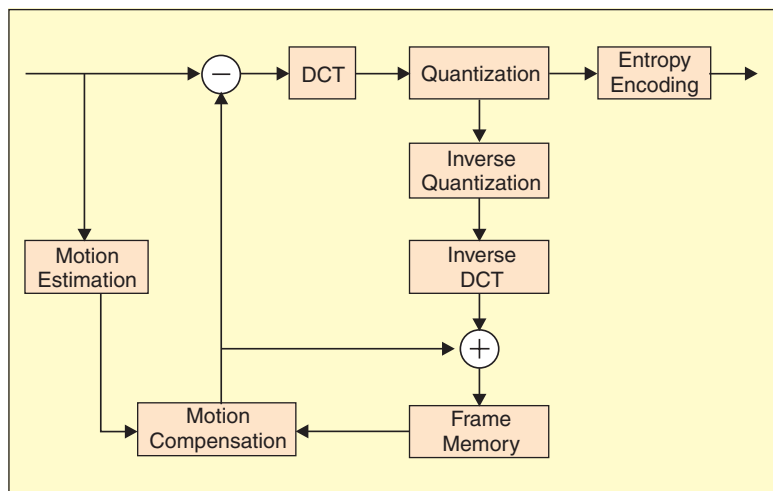 DCT
Quantization
Entropy
Encoding
Inverse
Quantization
Motion
Estimation
Inverse
DCT
Motion
Compensation
Frame
Memory